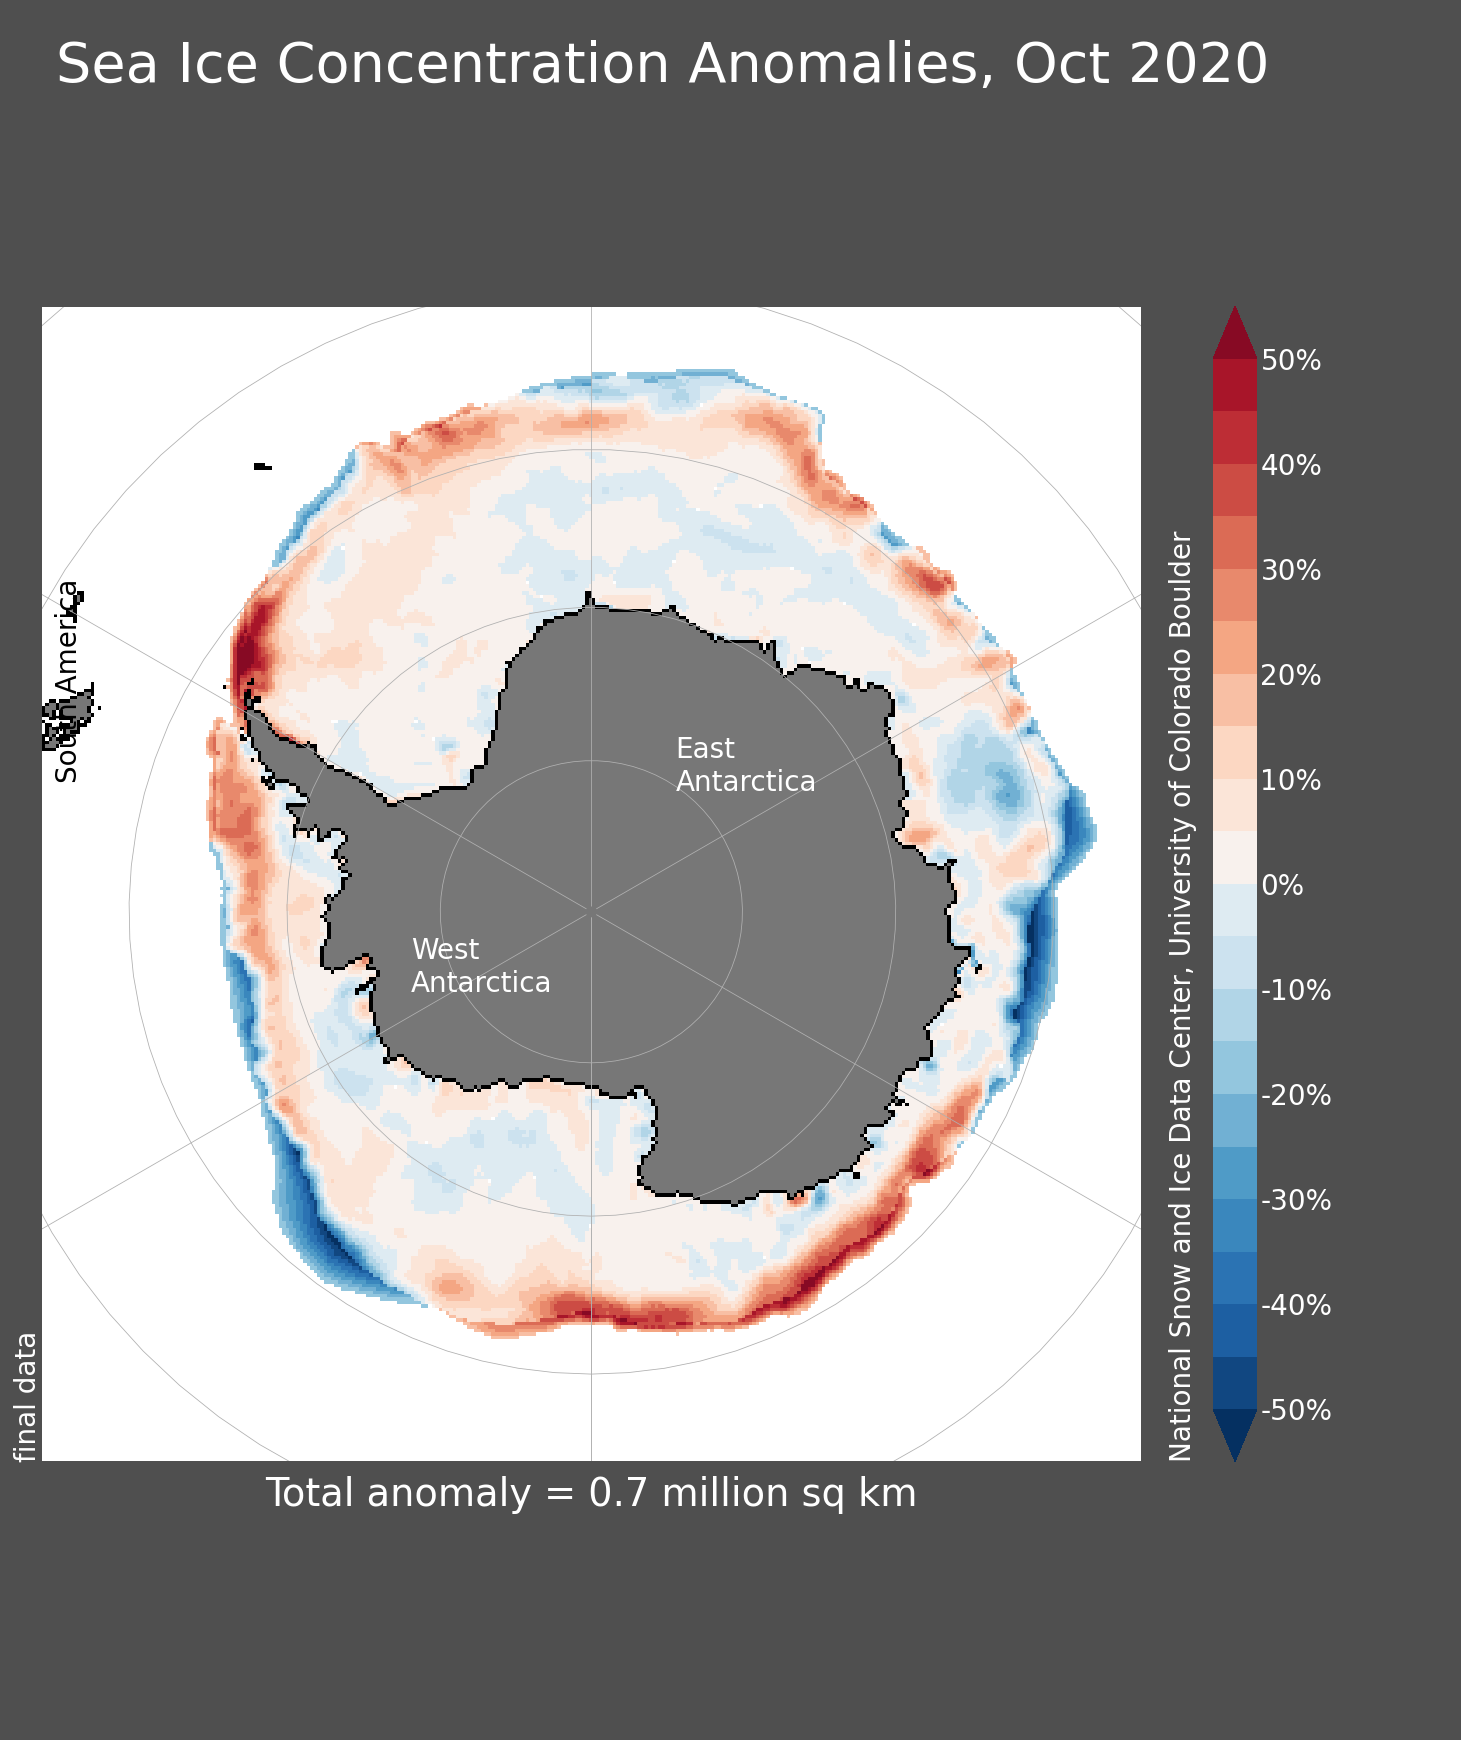 Sea Ice Concentration Anomalies, Oct 2020
South America
East
Antarctica
West
Antarctica
final data
National Snow and Ice Data Center, University of Colorado Boulder
50%
40%
30%
20%
10%
0%
-10%
-20%
-30%
-40%
-50%
Total anomaly = 0.7 million sq km